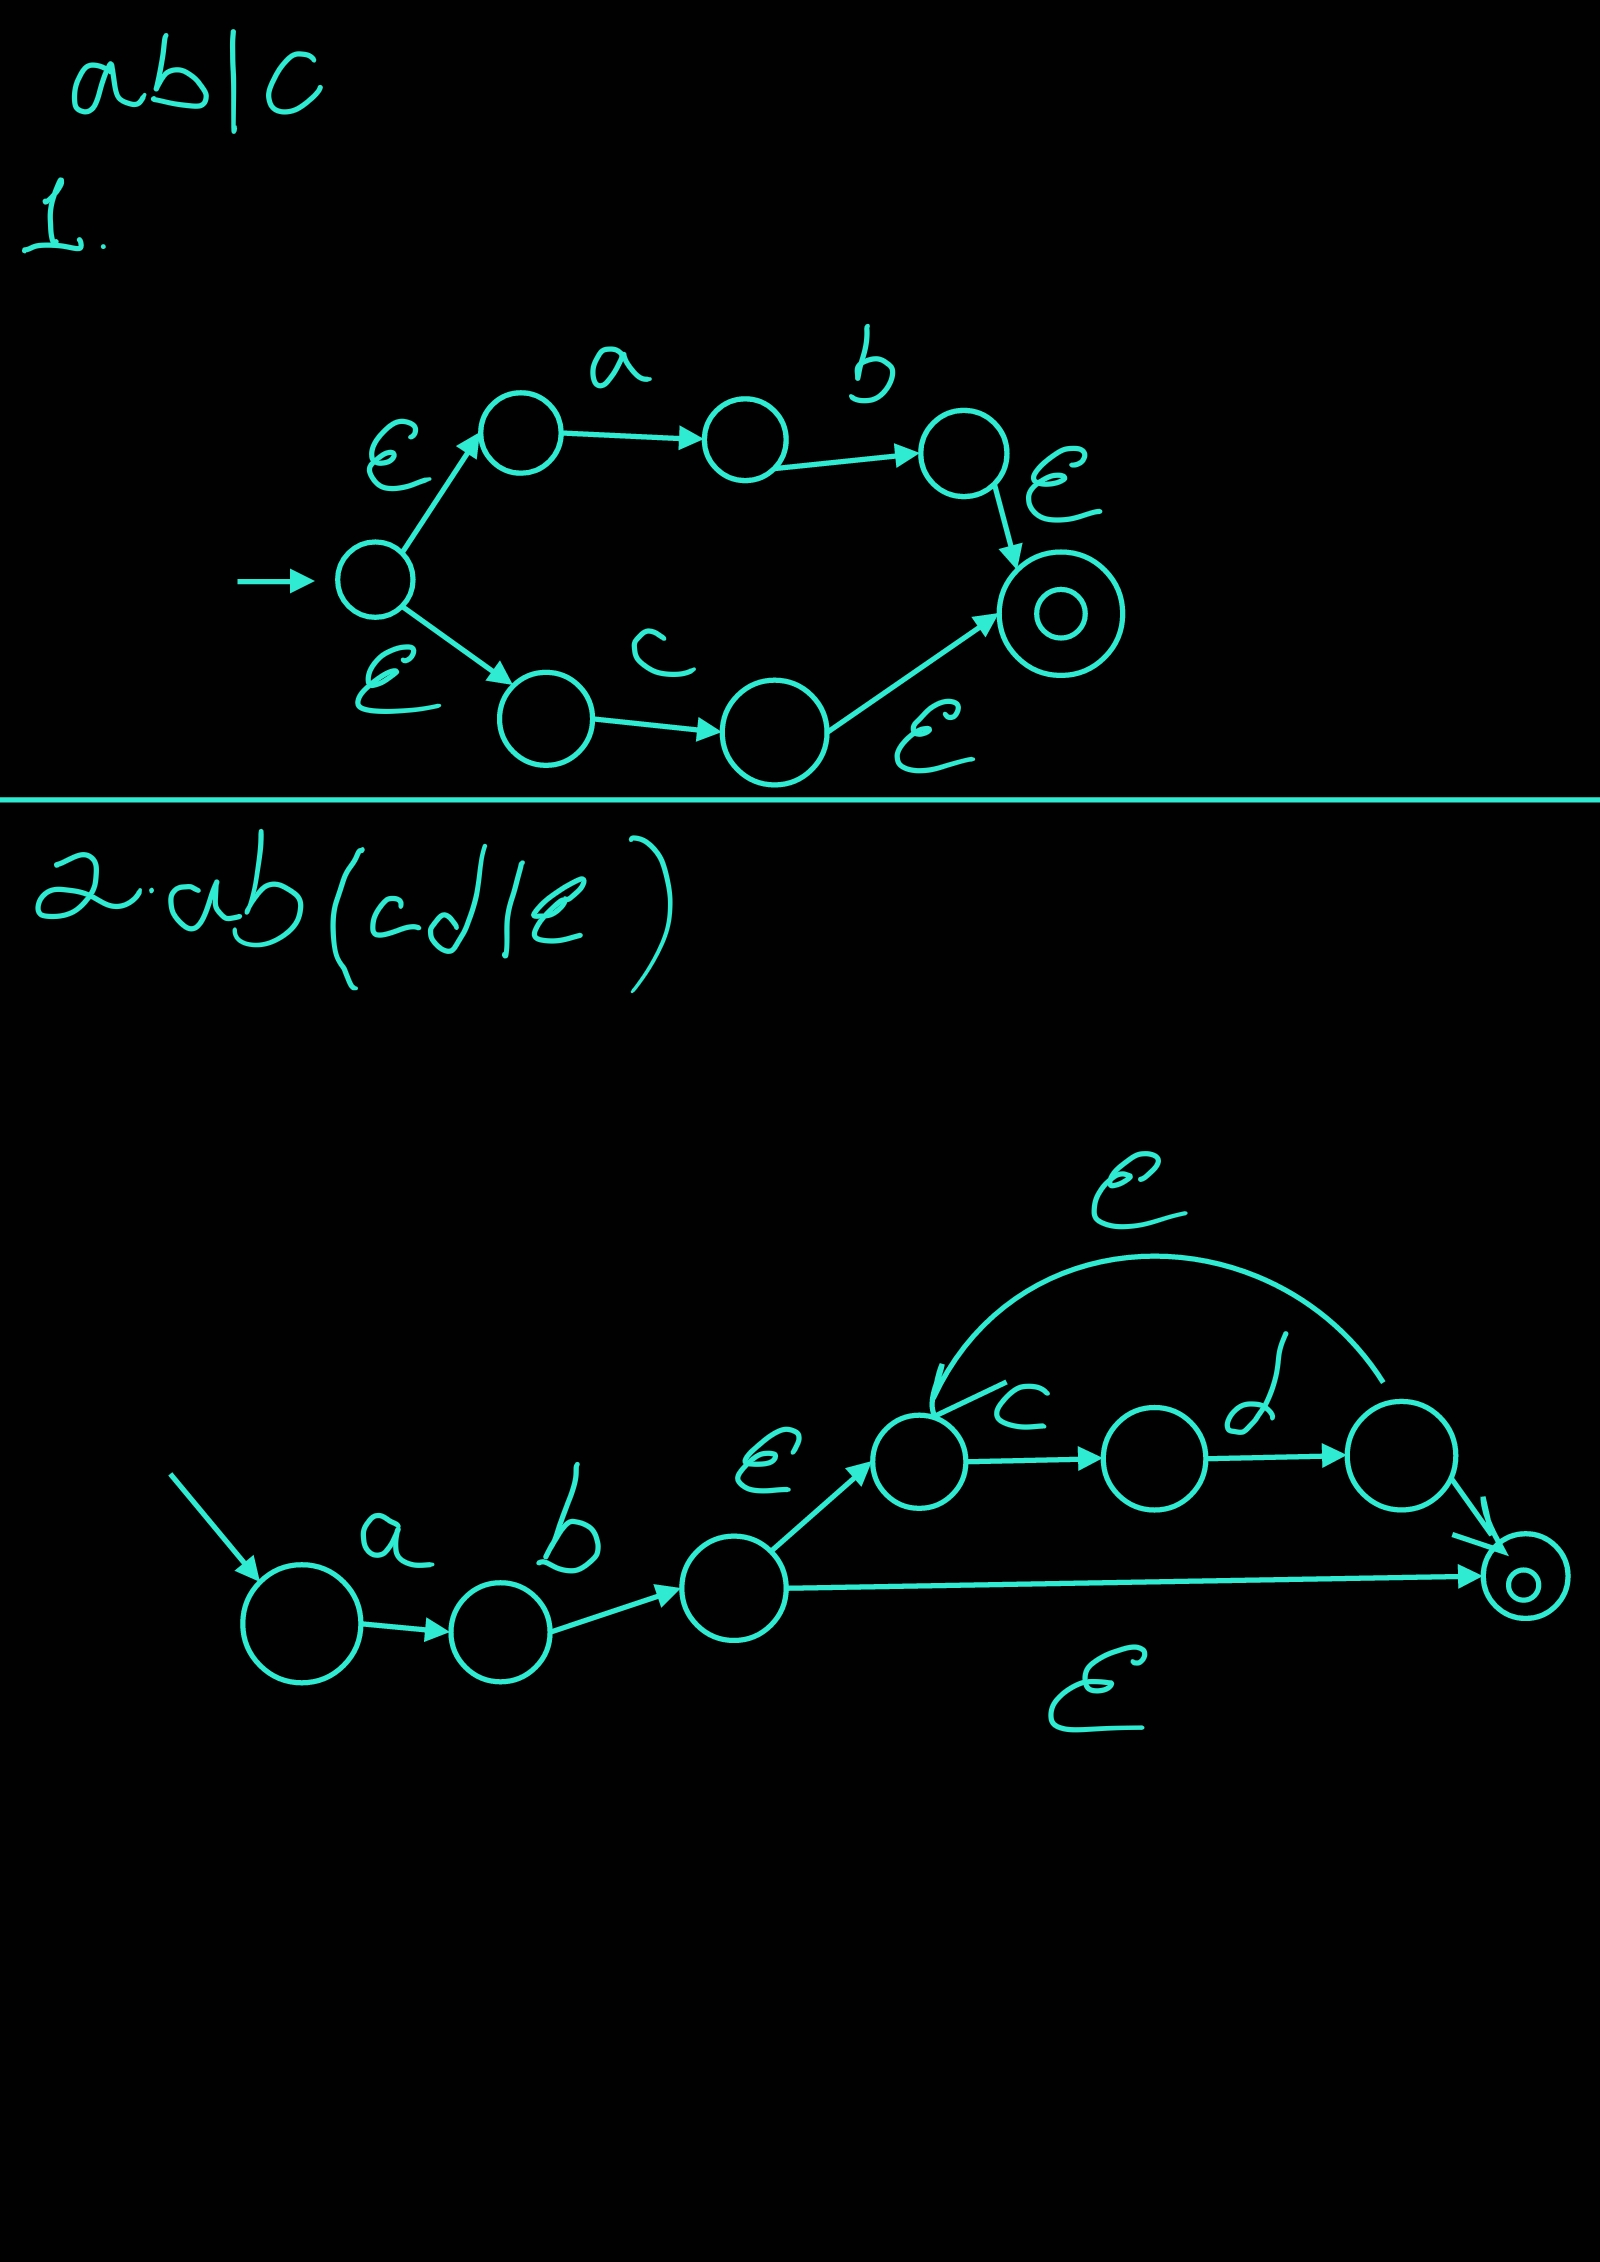 ab|c
1.
a b
ε ε
ε c ε
2. ab(cd|ε)
ε
ε c d
a b
ε